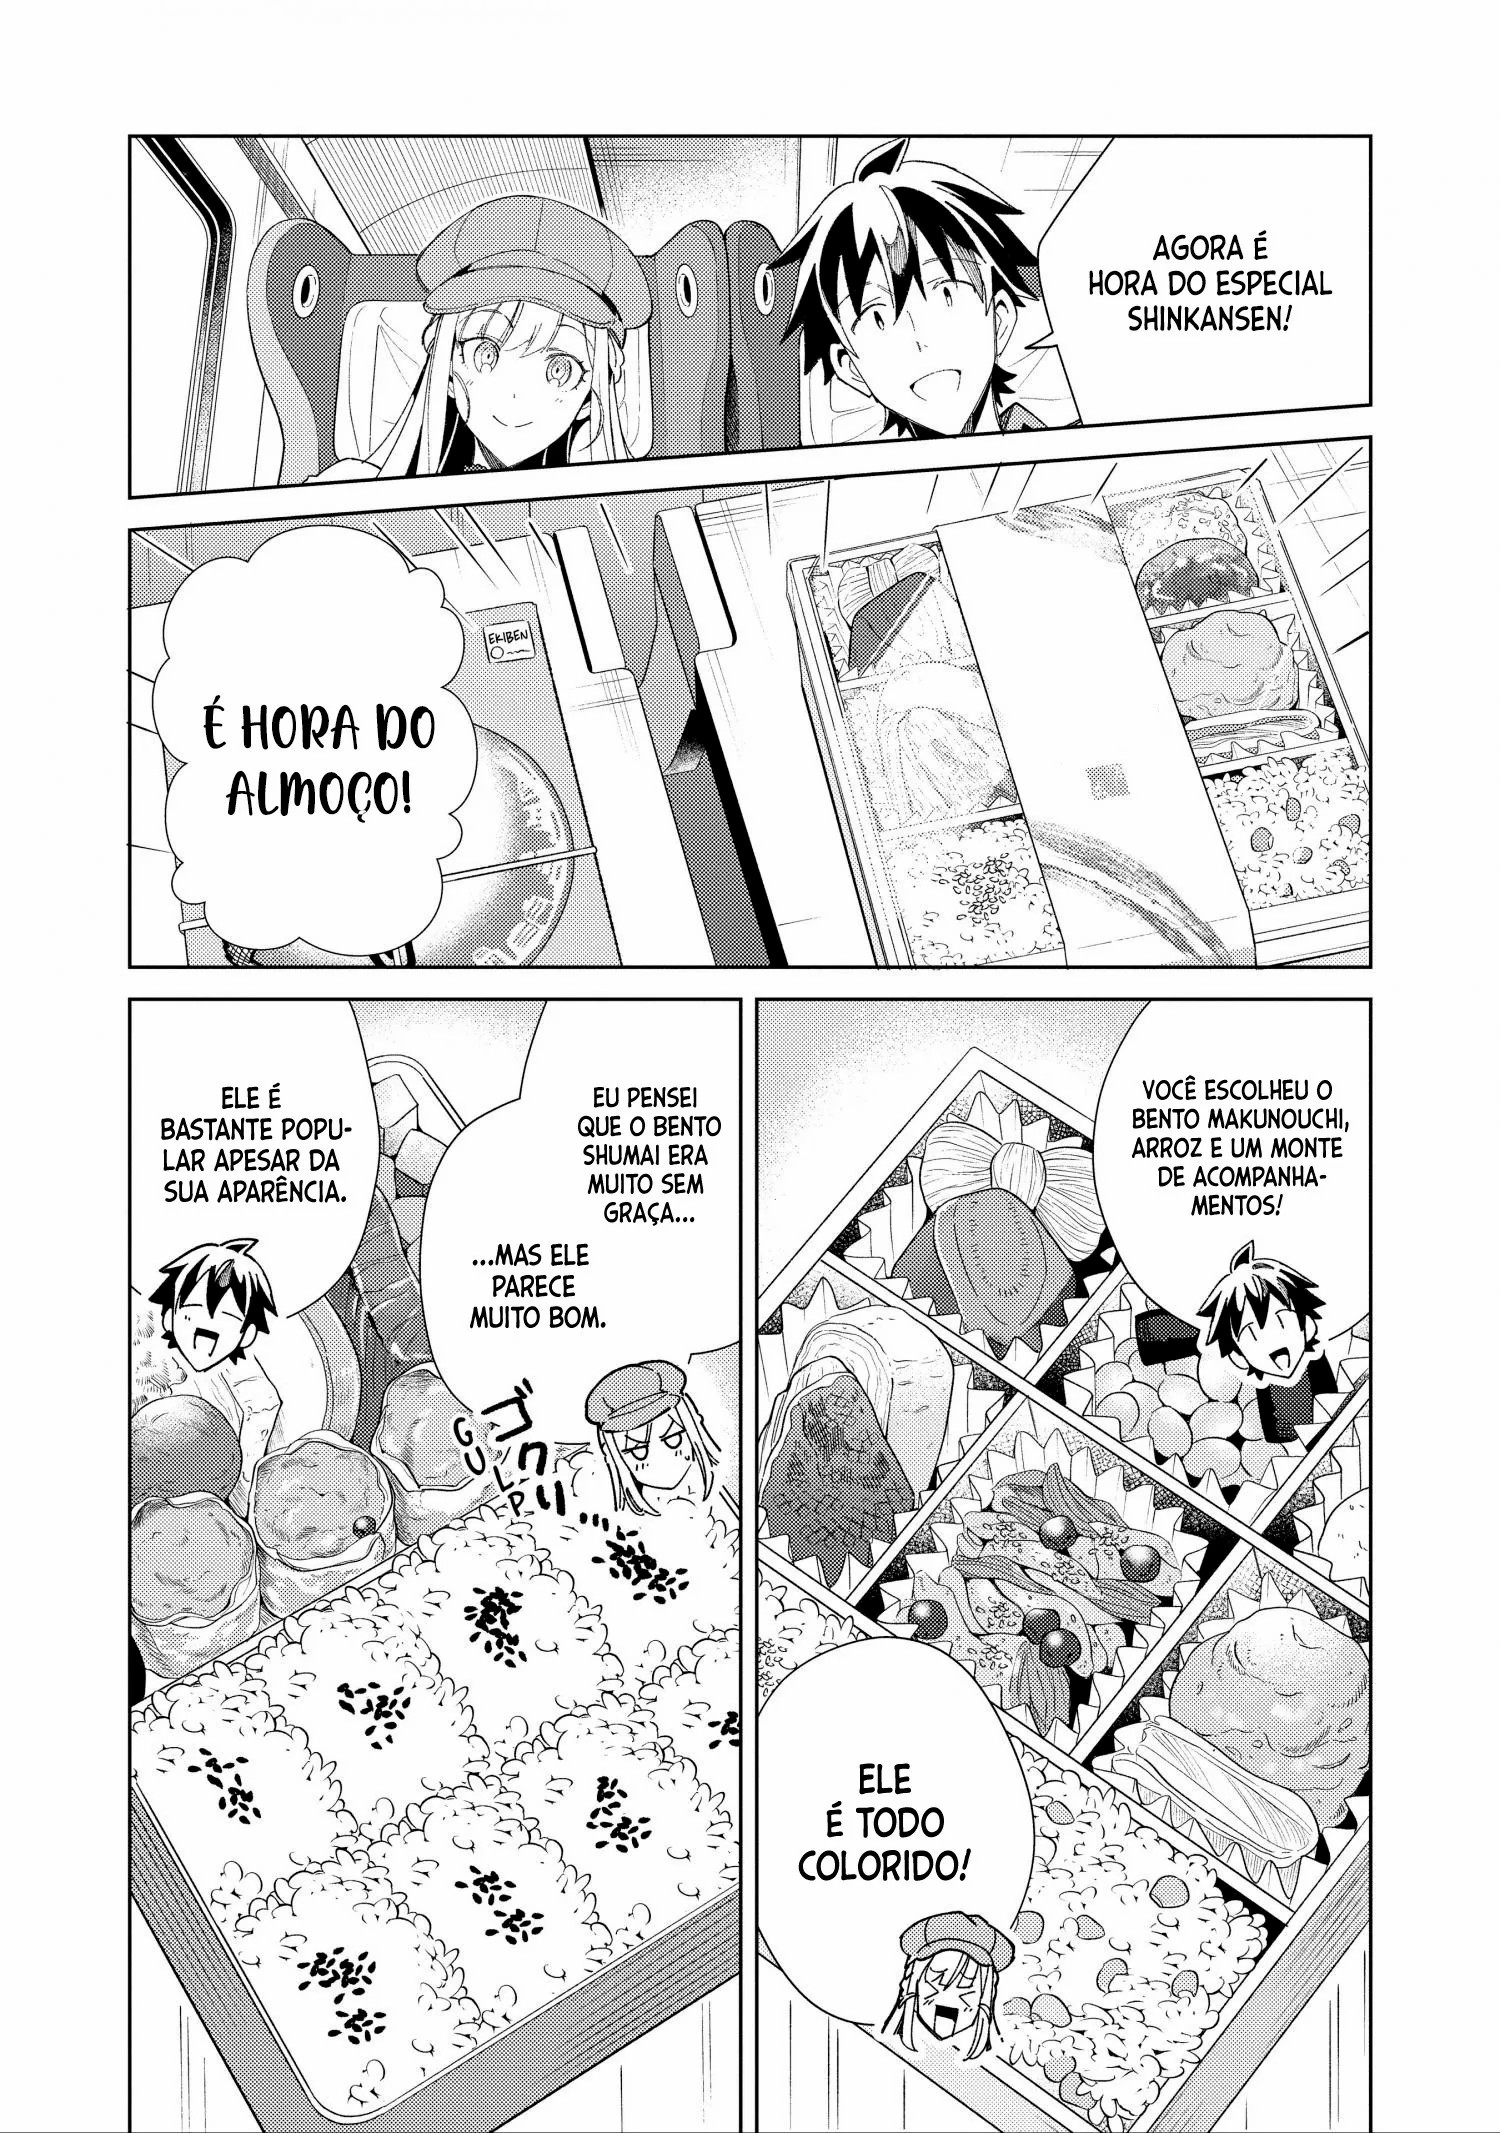 AGORA É
HORA DO ESPECIAL
SHINKANSEN!
EKIBEN
É HORA DO
ALMOÇO!
VOCÊ ESCOLHEU O
BENTO MAKUNOUCHI,
ARROZ E UM MONTE
DE ACOMPANHA-
MENTOS!
ELE
É TODO
COLORIDO!
EU PENSEI
QUE O BENTO
SHUMAI ERA
MUITO SEM
GRAÇA...
...MAS ELE
PARECE
MUITO BOM.
ゴクリ...
GULP
ELE É
BASTANTE POPU-
LAR APESAR DA
SUA APARÊNCIA.